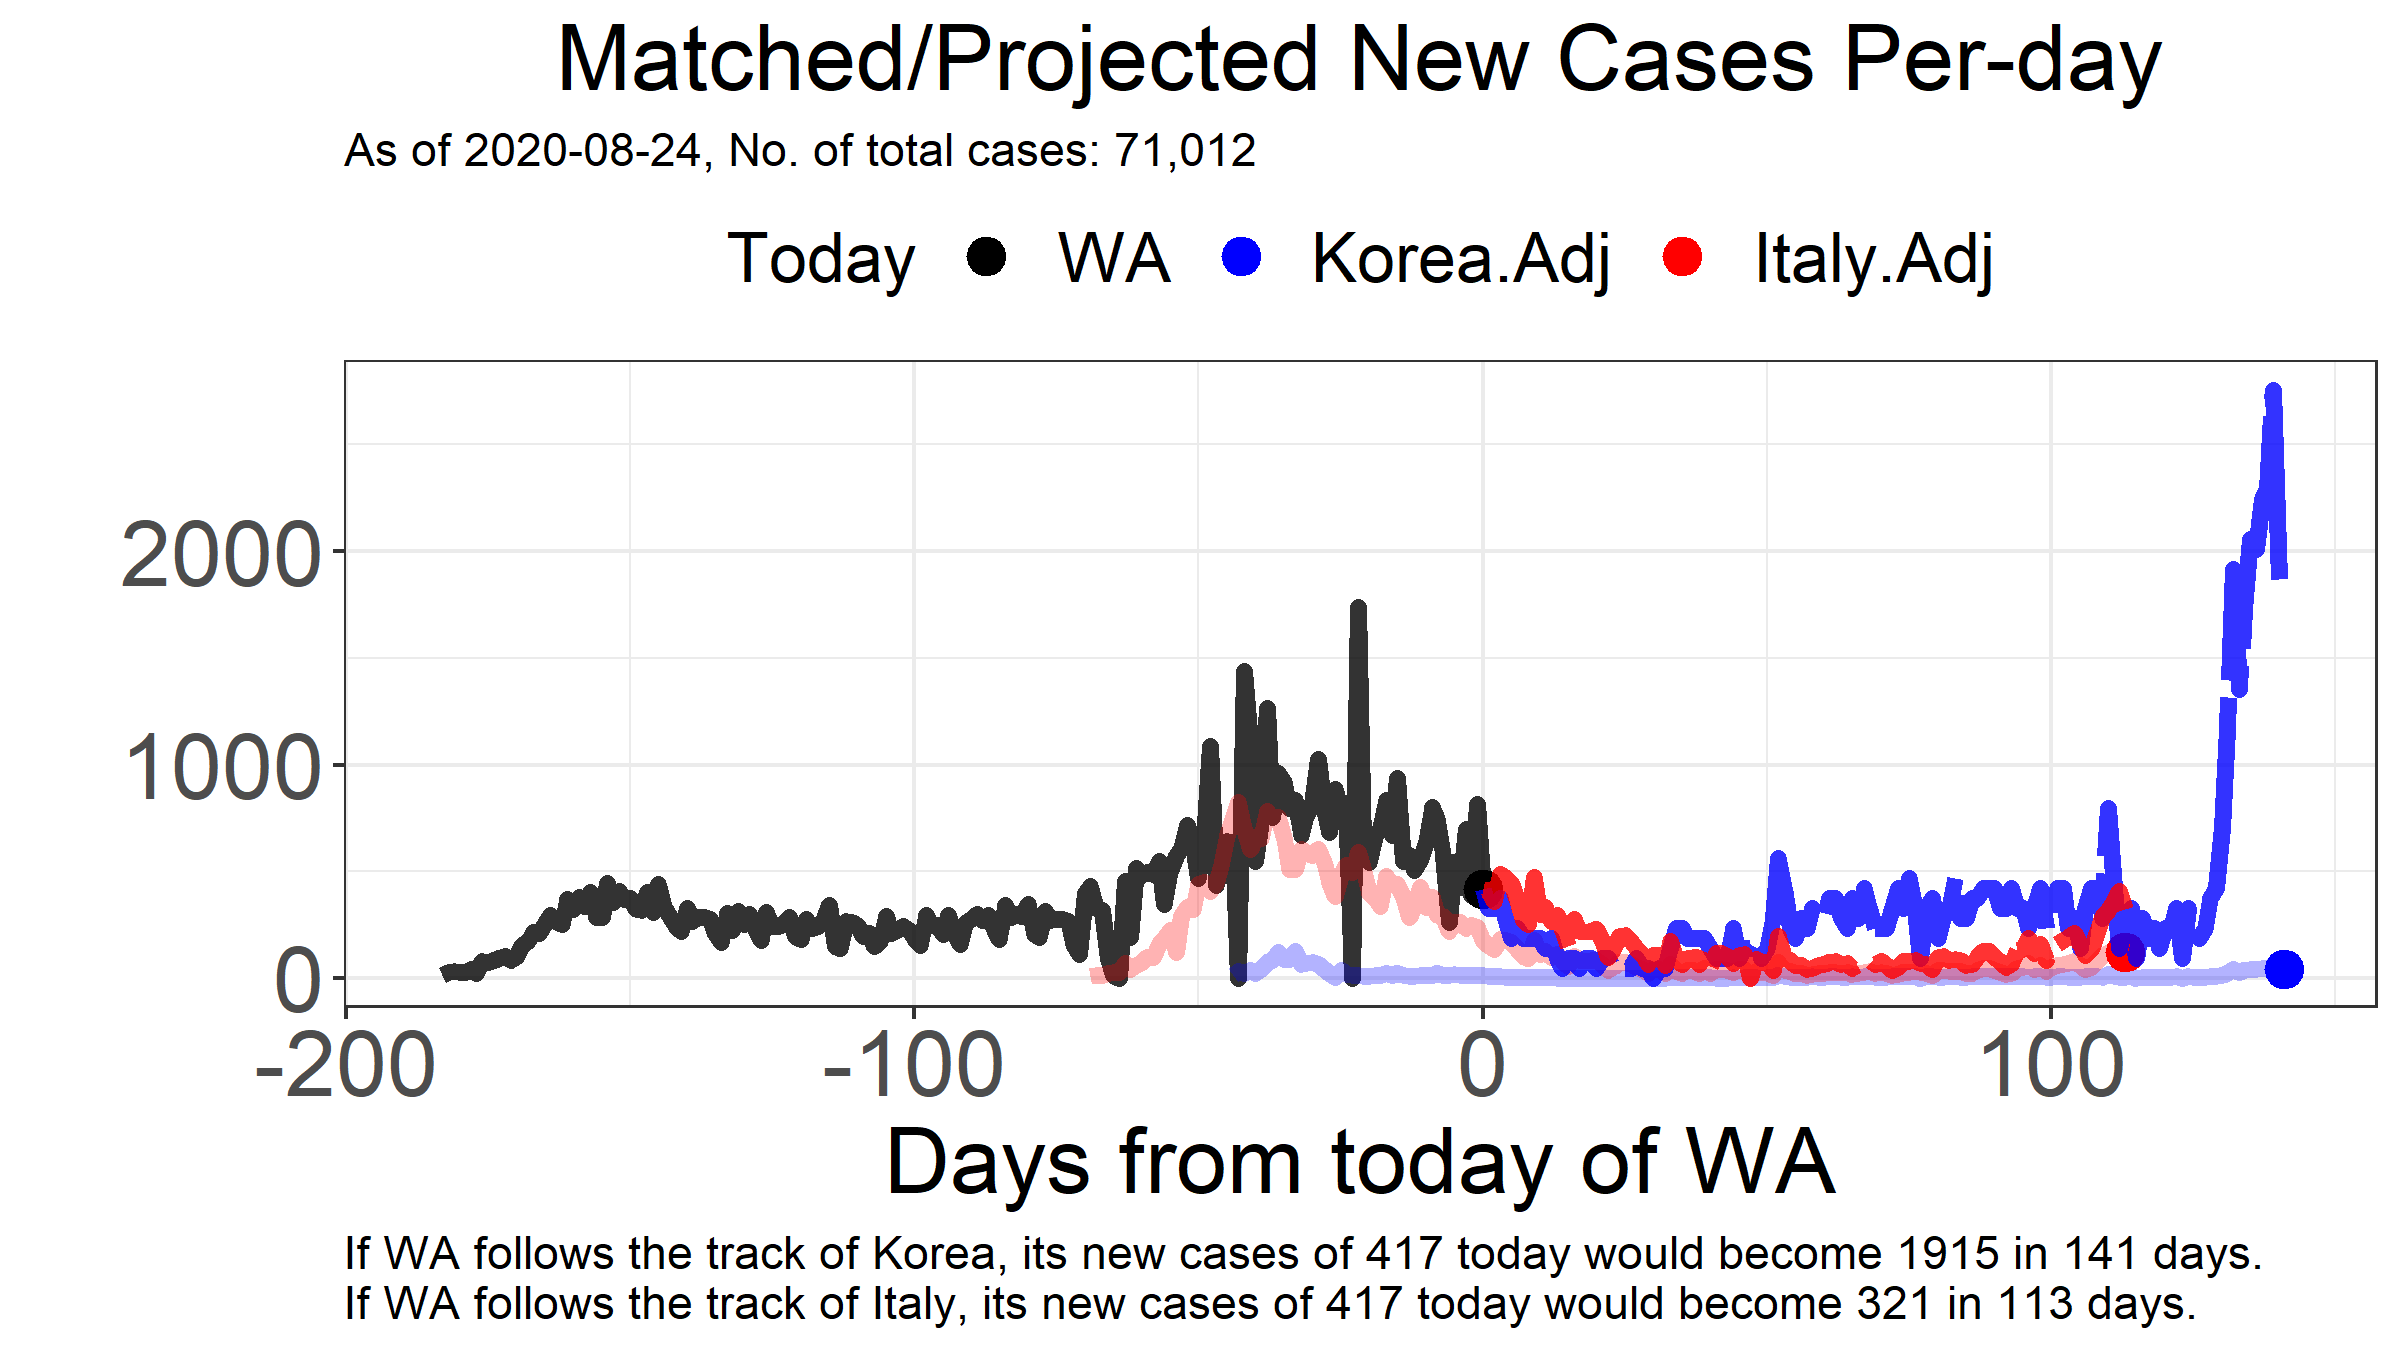 Matched/Projected New Cases Per-day
As of 2020-08-24, No. of total cases: 71,012
Today WA Korea.Adj Italy.Adj
2000
1000
0
-200 -100 0 100
Days from today of WA
If WA follows the track of Korea, its new cases of 417 today would become 1915 in 141 days.
If WA follows the track of Italy, its new cases of 417 today would become 321 in 113 days.